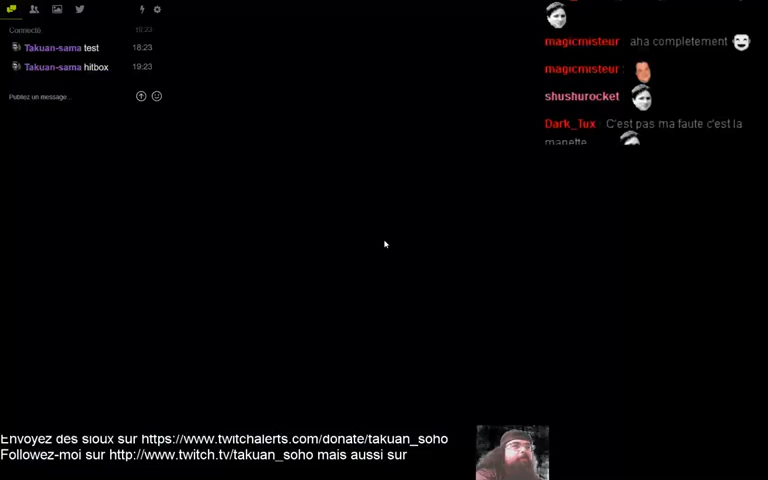 Connecté 18:23
Takuan-sama test 18:23
Takuan-sama hitbox 19:23
Publiez un message...
magicmisteur : aha completement
magicmisteur :
shushurocket
Dark_Tux : C'est pas ma faute c'est la
manette
Envoyez des sioux sur https://www.twitchalerts.com/donate/takuan_soho
Followez-moi sur http://www.twitch.tv/takuan_soho mais aussi sur